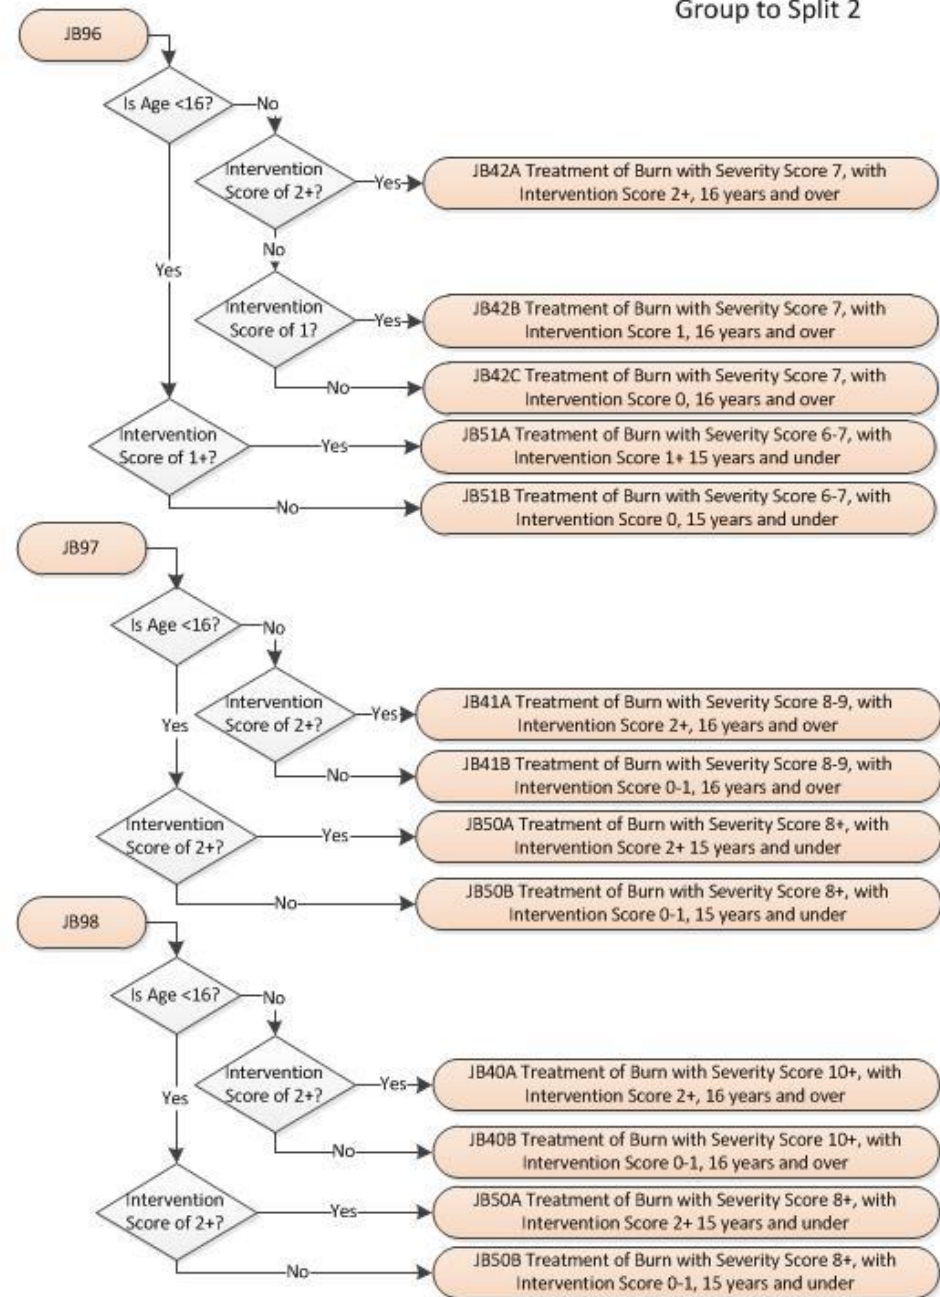 Group to Split 2
JB96
Is Age <16?
No
Intervention
Score of 2+?
Yes
JB42A Treatment of Burn with Severity Score 7, with
Intervention Score 2+, 16 years and over
No
Yes
Intervention
Score of 1?
Yes
JB42B Treatment of Burn with Severity Score 7, with
Intervention Score 1, 16 years and over
No
JB42C Treatment of Burn with Severity Score 7, with
Intervention Score 0, 16 years and over
Intervention
Score of 1+?
Yes
JB51A Treatment of Burn with Severity Score 6-7, with
Intervention Score 1+ 15 years and under
No
JB51B Treatment of Burn with Severity Score 6-7, with
Intervention Score 0, 15 years and under
JB97
Is Age <16?
No
Yes
Intervention
Score of 2+?
Yes
JB41A Treatment of Burn with Severity Score 8-9, with
Intervention Score 2+, 16 years and over
No
JB41B Treatment of Burn with Severity Score 8-9, with
Intervention Score 0-1, 16 years and over
Intervention
Score of 2+?
Yes
JB50A Treatment of Burn with Severity Score 8+, with
Intervention Score 2+ 15 years and under
No
JB50B Treatment of Burn with Severity Score 8+, with
Intervention Score 0-1, 15 years and under
JB98
Is Age <16?
No
Yes
Intervention
Score of 2+?
Yes
JB40A Treatment of Burn with Severity Score 10+, with
Intervention Score 2+, 16 years and over
No
JB40B Treatment of Burn with Severity Score 10+, with
Intervention Score 0-1, 16 years and over
Intervention
Score of 2+?
Yes
JB50A Treatment of Burn with Severity Score 8+, with
Intervention Score 2+ 15 years and under
No
JB50B Treatment of Burn with Severity Score 8+, with
Intervention Score 0-1, 15 years and under